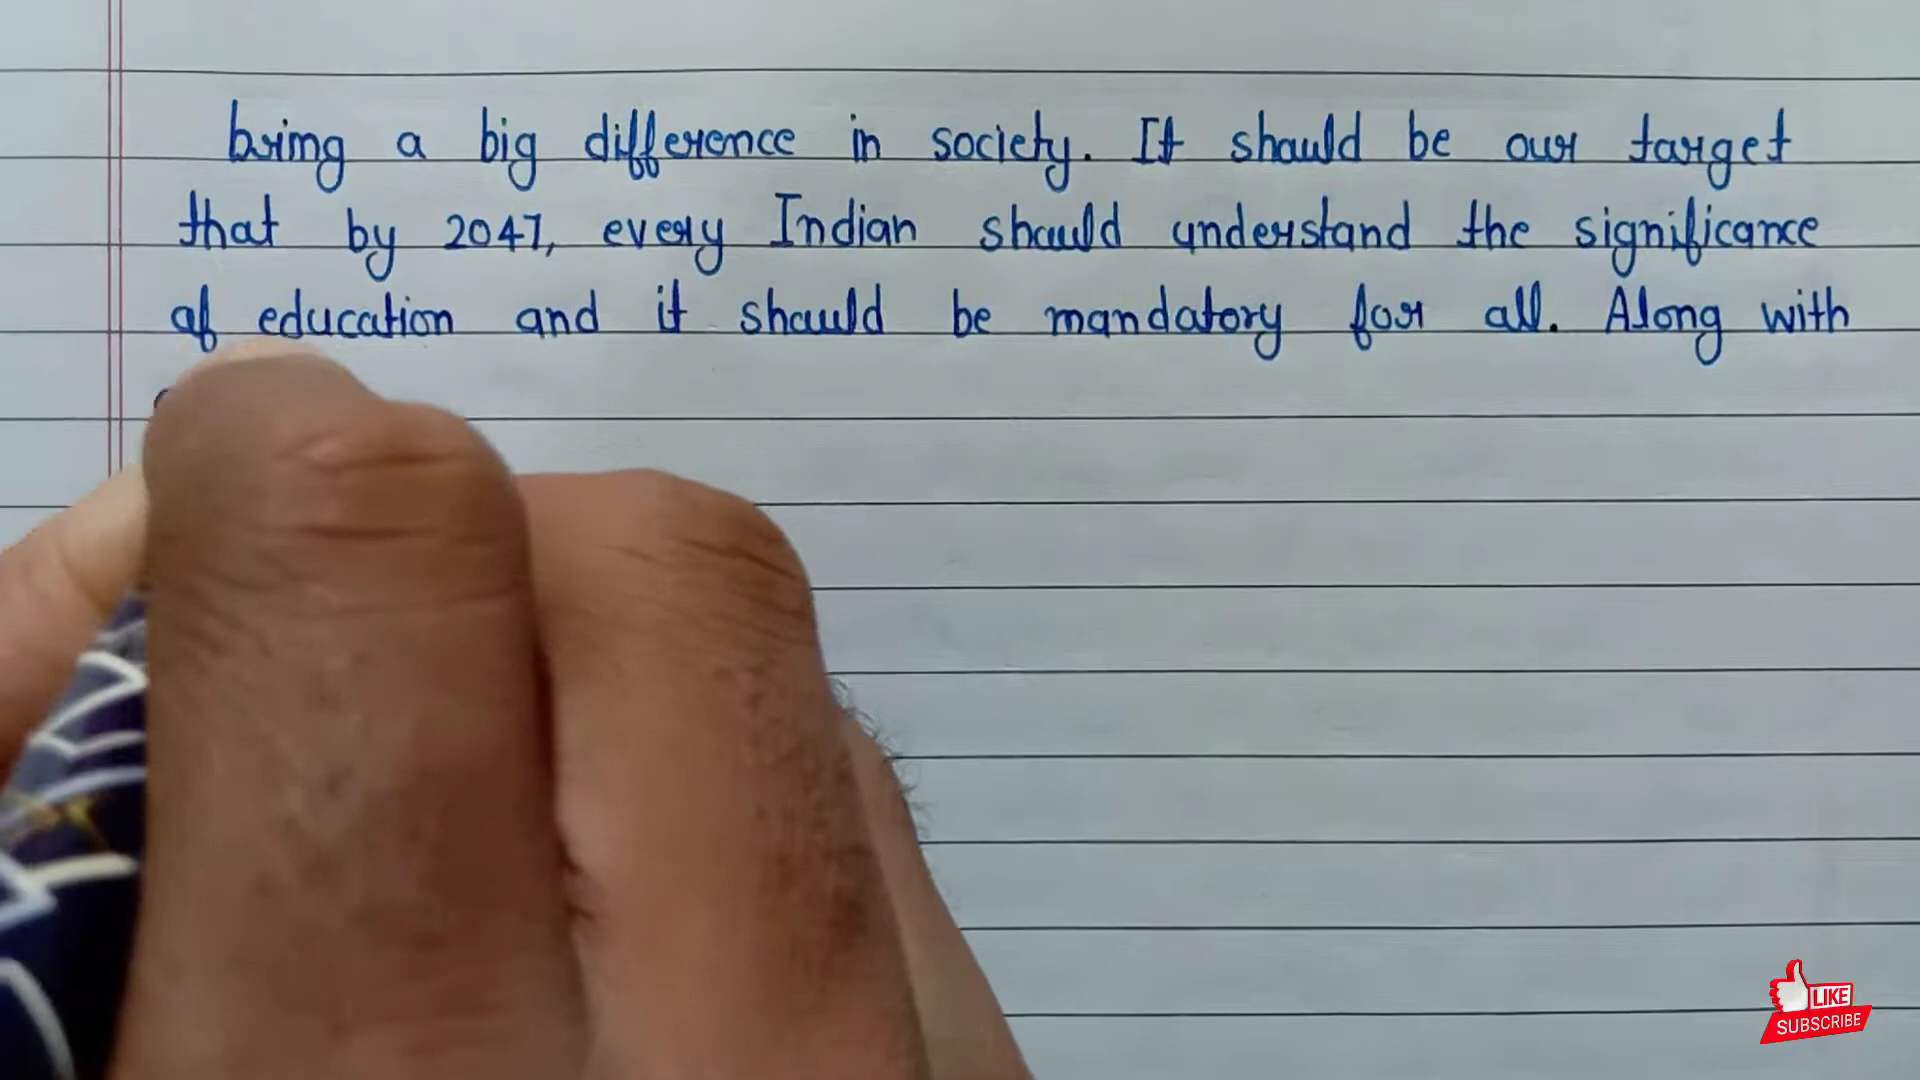 bring a big difference in society. It should be our target
that by 2047, every Indian should understand the significance
of education and it should be mandatory for all. Along with
LIKE
SUBSCRIBE